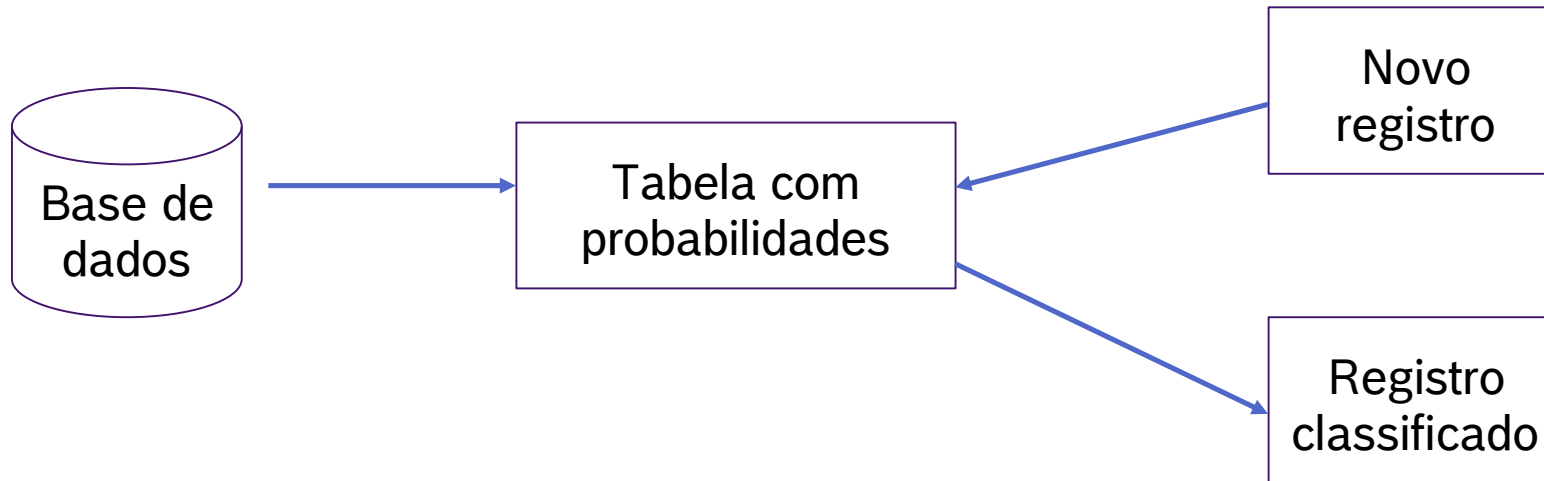 Base de
dados
Tabela com
probabilidades
Novo
registro
Registro
classificado